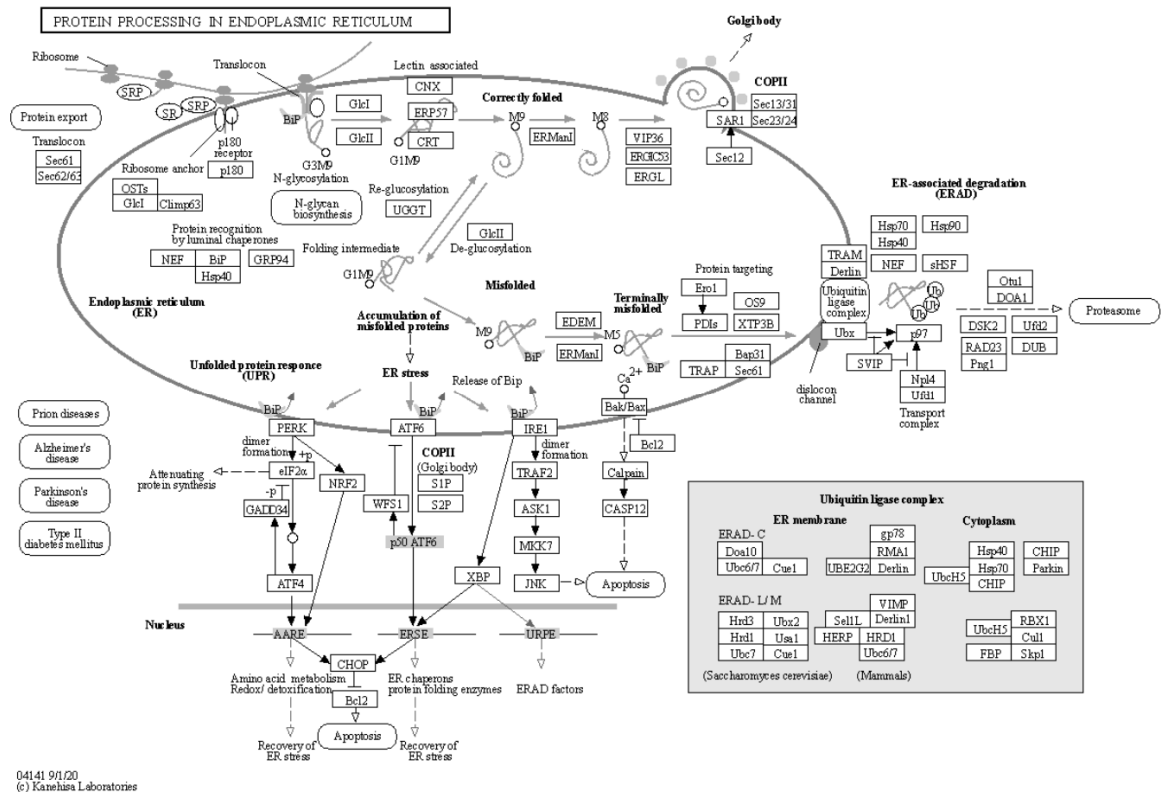 PROTEIN PROCESSING IN ENDOPLASMIC RETICULUM
Golgi body
Ribosome
Translocon
Lectin associated
COPII
SRP
SR
SRP
BiP
GlcI
GlcII
CNX
ERP57
CRT
G1M9
Correctly folded
M9
ERManI
M8
VIP36
ERGIC53
ERGL
SAR1
Sec13/31
Sec23/24
Sec12
Protein export
Translocon
Sec61
Sec62/63
p180
receptor
p180
Ribosome anchor
OSTs
GlcI
Climp63
G3M9
N-glycosylation
N-glycan
biosynthesis
Re-glucosylation
UGGT
GlcII
De-glucosylation
Protein recognition
by luminal chaperones
NEF
BiP
GRP94
Hsp40
Folding intermediate
G1M9
Endoplasmic reticulum
(ER)
Misfolded
Accumulation of
misfolded proteins
M9
BiP
EDEM
ERManI
Terminally
misfolded
M5
BiP
Protein targeting
Ero1
PDIs
OS9
XTP3B
Bap31
TRAP
Sec61
ER-associated degradation
(ERAD)
Hsp70
Hsp40
Hsp90
NEF
sHSF
TRAM
Derlin
Ubiquitin
ligase
complex
Ubx
Ub
Ub
Ub
p97
SVIP
Npl4
Ufd1
Transport
complex
dislocon
channel
Otu1
DOA1
DSK2
Ufd2
RAD23
DUB
Png1
Proteasome
Unfolded protein responce
(UPR)
ER stress
Release of Bip
Ca2+
BiP
PERK
BiP
ATF6
BiP
IRE1
Bak/Bax
Bcl2
Prion diseases
Alzheimer's
disease
Parkinson's
disease
Type II
diabetes mellitus
dimer
formation
+p
eIF2α
Attenuating
protein synthesis
-p
GADD34
NRF2
ATF4
COPII
(Golgi body)
S1P
S2P
WFS1
p50 ATF6
dimer
formation
TRAF2
ASK1
MKK7
JNK
XBP
Calpain
CASP12
Apoptosis
Nucleus
AARE
ERSE
URPE
CHOP
Bcl2
Apoptosis
Amino acid metabolism
Redox/ detoxification
ER chaperons
protein folding enzymes
ERAD factors
Recovery of
ER stress
Recovery of
ER stress
Ubiquitin ligase complex
ER membrane
Cytoplasm
ERAD- C
Doa10
Ubc6/7
Cue1
gp78
RMA1
UBE2G2
Derlin
Hsp40
Hsp70
UbcH5
CHIP
CHIP
Parkin
ERAD- L/ M
Hrd3
Ubx2
Hrd1
Usa1
Ubc7
Cue1
VIMP
Sel1L
Derlin1
HERP
HRD1
Ubc6/7
UbcH5
RBX1
Cul1
FBP
Skp1
(Saccharomyces cerevisiae)
(Mammals)
04141 9/1/20
(c) Kanehisa Laboratories